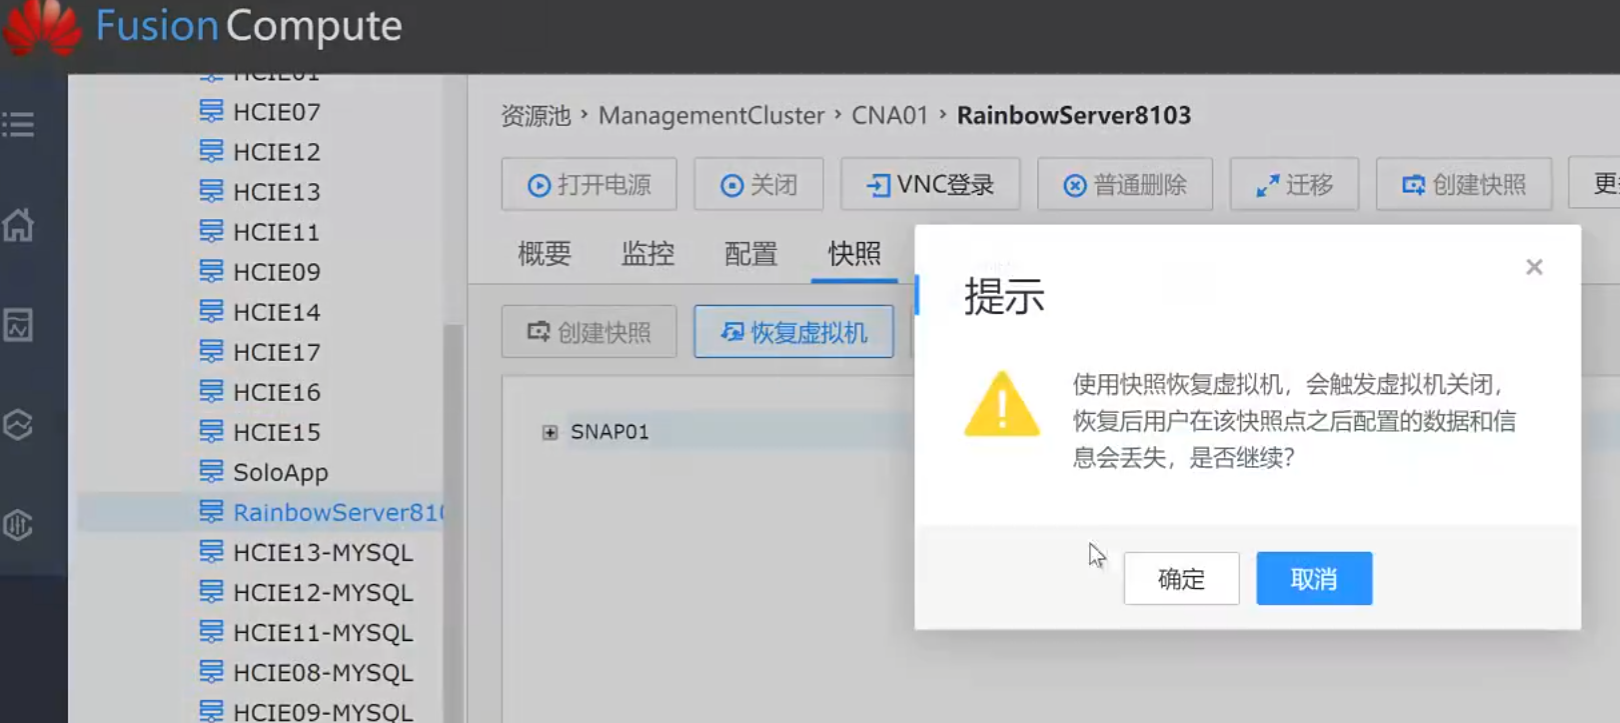 FusionCompute
HCIE01
HCIE07
HCIE12
HCIE13
HCIE11
HCIE09
HCIE14
HCIE17
HCIE16
HCIE15
SoloApp
RainbowServer810
HCIE13-MYSQL
HCIE12-MYSQL
HCIE11-MYSQL
HCIE08-MYSQL
HCIE09-MYSQL
资源池 › ManagementCluster › CNA01 › RainbowServer8103
打开电源 关闭 VNC登录 普通删除 迁移 创建快照 更
概要 监控 配置 快照
创建快照 恢复虚拟机
SNAP01
提示
使用快照恢复虚拟机，会触发虚拟机关闭，
恢复后用户在该快照点之后配置的数据和信
息会丢失，是否继续？
确定 取消